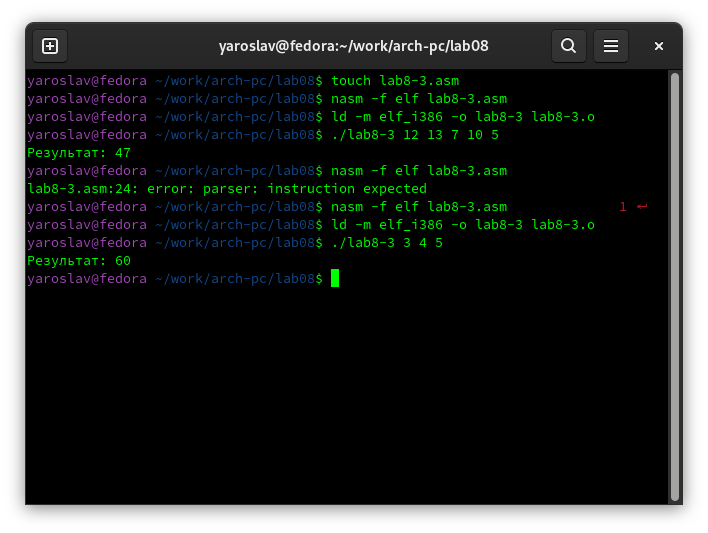 yaroslav@fedora:~/work/arch-pc/lab08
yaroslav@fedora ~/work/arch-pc/lab08$ touch lab8-3.asm
yaroslav@fedora ~/work/arch-pc/lab08$ nasm -f elf lab8-3.asm
yaroslav@fedora ~/work/arch-pc/lab08$ ld -m elf_i386 -o lab8-3 lab8-3.o
yaroslav@fedora ~/work/arch-pc/lab08$ ./lab8-3 12 13 7 10 5
Результат: 47
yaroslav@fedora ~/work/arch-pc/lab08$ nasm -f elf lab8-3.asm
lab8-3.asm:24: error: parser: instruction expected
yaroslav@fedora ~/work/arch-pc/lab08$ nasm -f elf lab8-3.asm 1 ↵
yaroslav@fedora ~/work/arch-pc/lab08$ ld -m elf_i386 -o lab8-3 lab8-3.o
yaroslav@fedora ~/work/arch-pc/lab08$ ./lab8-3 3 4 5
Результат: 60
yaroslav@fedora ~/work/arch-pc/lab08$